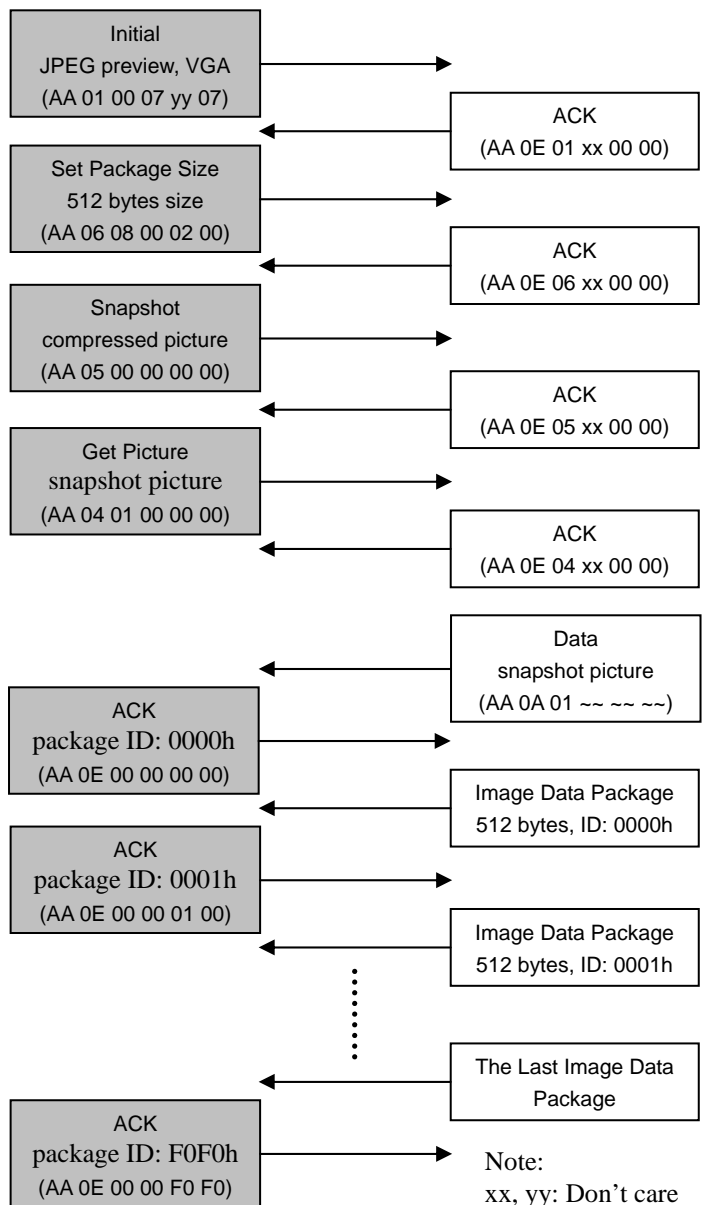 Initial
JPEG preview, VGA
(AA 01 00 07 yy 07)
ACK
(AA 0E 01 xx 00 00)
Set Package Size
512 bytes size
(AA 06 08 00 02 00)
ACK
(AA 0E 06 xx 00 00)
Snapshot
compressed picture
(AA 05 00 00 00 00)
ACK
(AA 0E 05 xx 00 00)
Get Picture
snapshot picture
(AA 04 01 00 00 00)
ACK
(AA 0E 04 xx 00 00)
Data
snapshot picture
(AA 0A 01 ~~ ~~ ~~)
ACK
package ID: 0000h
(AA 0E 00 00 00 00)
Image Data Package
512 bytes, ID: 0000h
ACK
package ID: 0001h
(AA 0E 00 00 01 00)
Image Data Package
512 bytes, ID: 0001h
The Last Image Data
Package
ACK
package ID: F0F0h
(AA 0E 00 00 F0 F0)
Note:
xx, yy: Don’t care